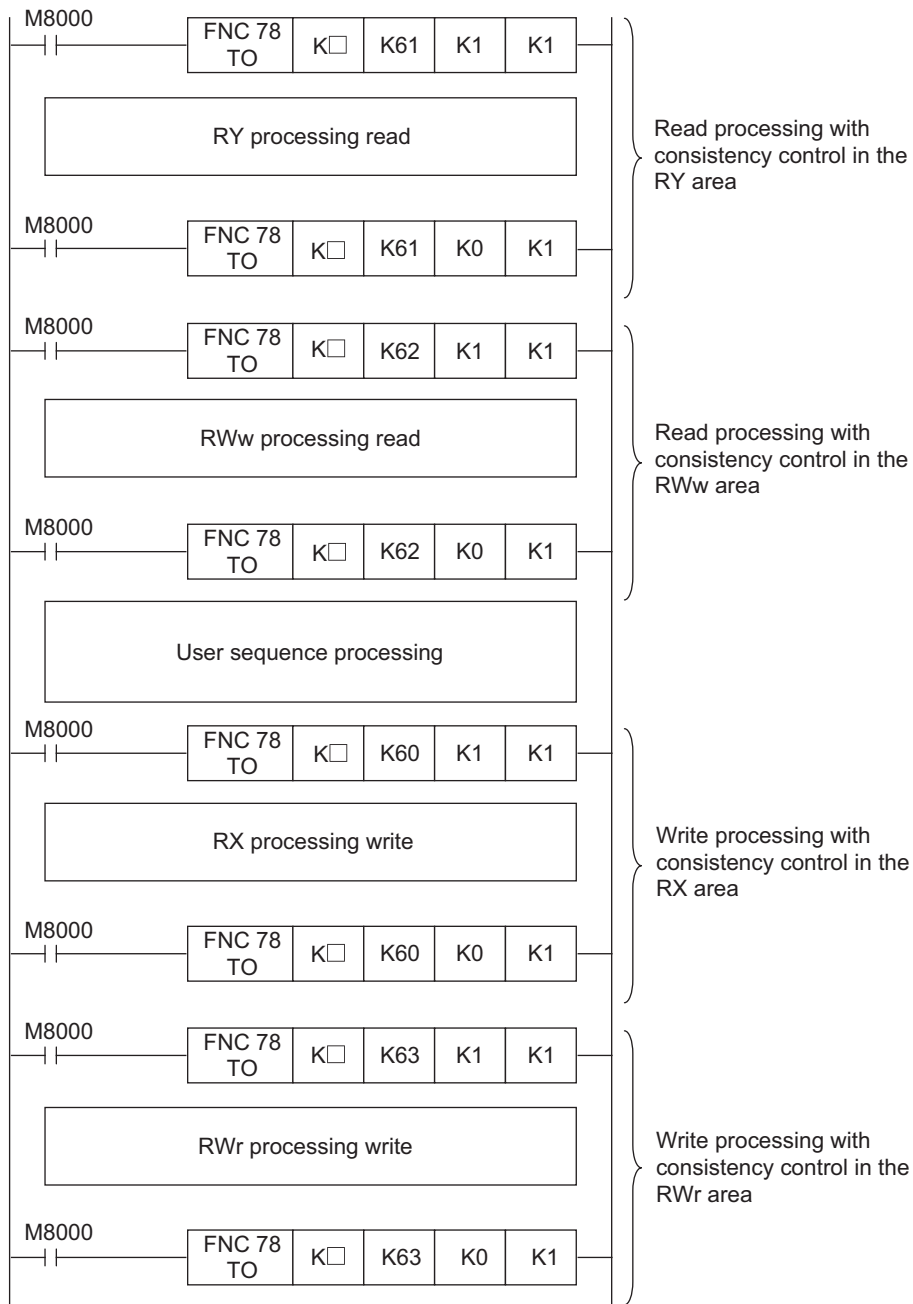 M8000
FNC 78
TO
K□
K61
K1
K1
RY processing read
Read processing with
consistency control in the
RY area
M8000
FNC 78
TO
K□
K61
K0
K1
M8000
FNC 78
TO
K□
K62
K1
K1
RWw processing read
Read processing with
consistency control in the
RWw area
M8000
FNC 78
TO
K□
K62
K0
K1
User sequence processing
M8000
FNC 78
TO
K□
K60
K1
K1
RX processing write
Write processing with
consistency control in the
RX area
M8000
FNC 78
TO
K□
K60
K0
K1
M8000
FNC 78
TO
K□
K63
K1
K1
RWr processing write
Write processing with
consistency control in the
RWr area
M8000
FNC 78
TO
K□
K63
K0
K1